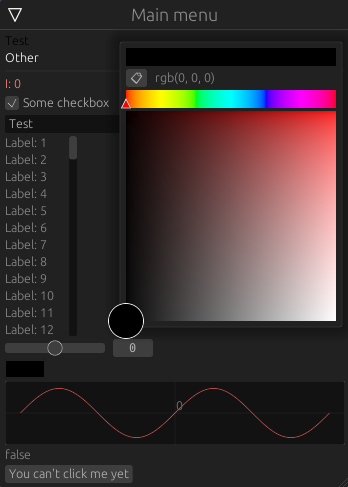 Main menu
Test
Other
I: 0
Some checkbox
Test
rgb(0, 0, 0)
Label: 1
Label: 2
Label: 3
Label: 4
Label: 5
Label: 6
Label: 7
Label: 8
Label: 9
Label: 10
Label: 11
Label: 12
0
0
false
You can't click me yet